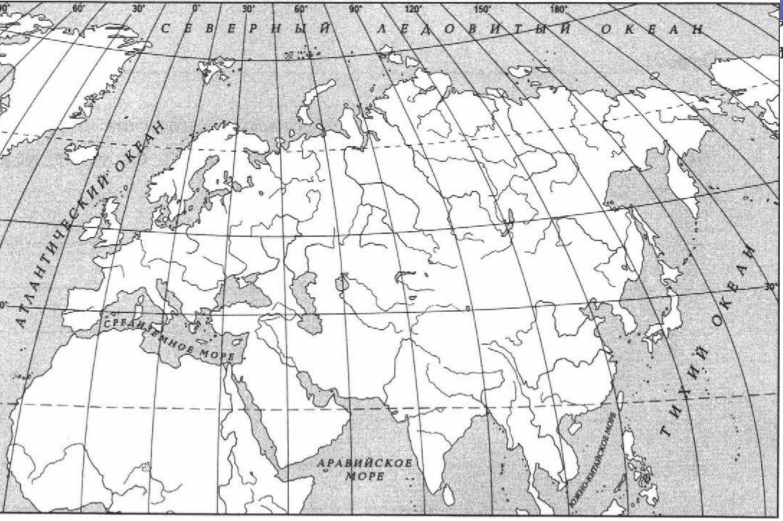 60° 30° 0° 30° 60° 90° 120° 150° 180°
СЕВЕРНЫЙ ЛЕДОВИТЫЙ ОКЕАН
АТЛАНТИЧЕСКИЙ ОКЕАН
СРЕДИЗЕМНОЕ МОРЕ
30°
ТИХИЙ ОКЕАН
АРАВИЙСКОЕ
МОРЕ
ЮЖНО-КИТАЙСКОЕ МОРЕ